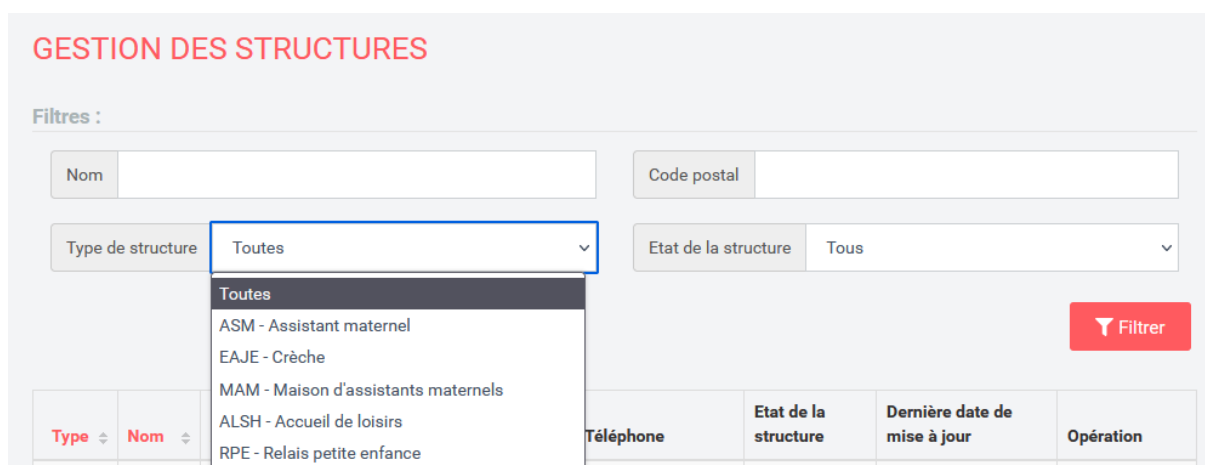 GESTION DES STRUCTURES
Filtres :
Nom
Code postal
Type de structure Toutes
Etat de la structure Tous
Toutes
ASM - Assistant maternel
EAJE - Crèche
MAM - Maison d'assistants maternels
ALSH - Accueil de loisirs
RPE - Relais petite enfance
Filtrer
Type Nom Téléphone Etat de la structure Dernière date de mise à jour Opération